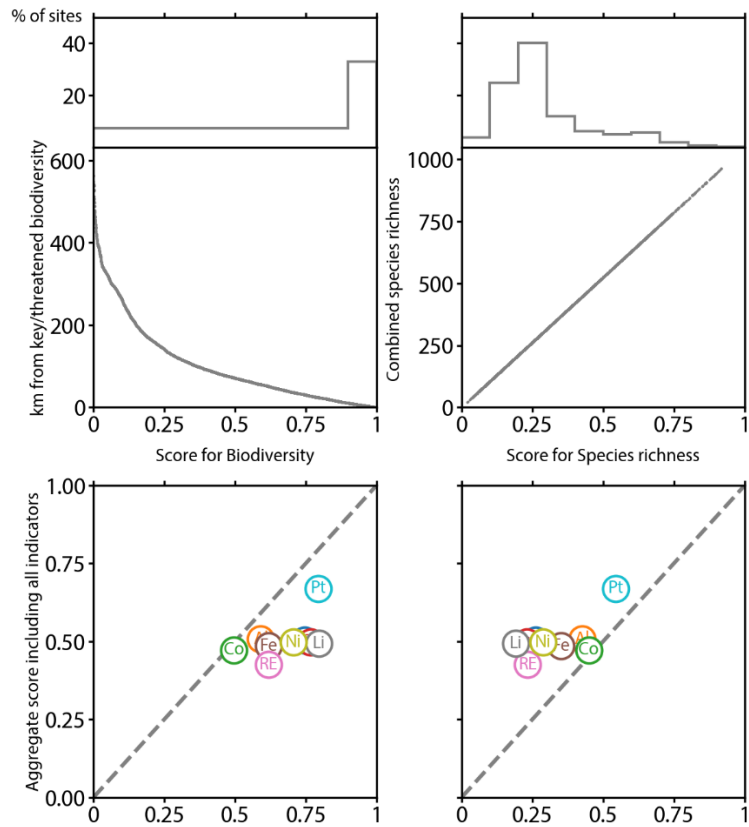 % of sites
40
20
km from key/threatened biodiversity
600
400
200
0
0 0.25 0.5 0.75 1
Score for Biodiversity
Combined species richness
1000
750
500
250
0
0 0.25 0.5 0.75 1
Score for Species richness
Aggregate score including all indicators
1.00
0.75
0.50
0.25
0.00
Pt
Co
Fe
Ni
Li
RE
0 0.25 0.5 0.75 1
Pt
Li
Ni
Al
Co
RE
0 0.25 0.5 0.75 1